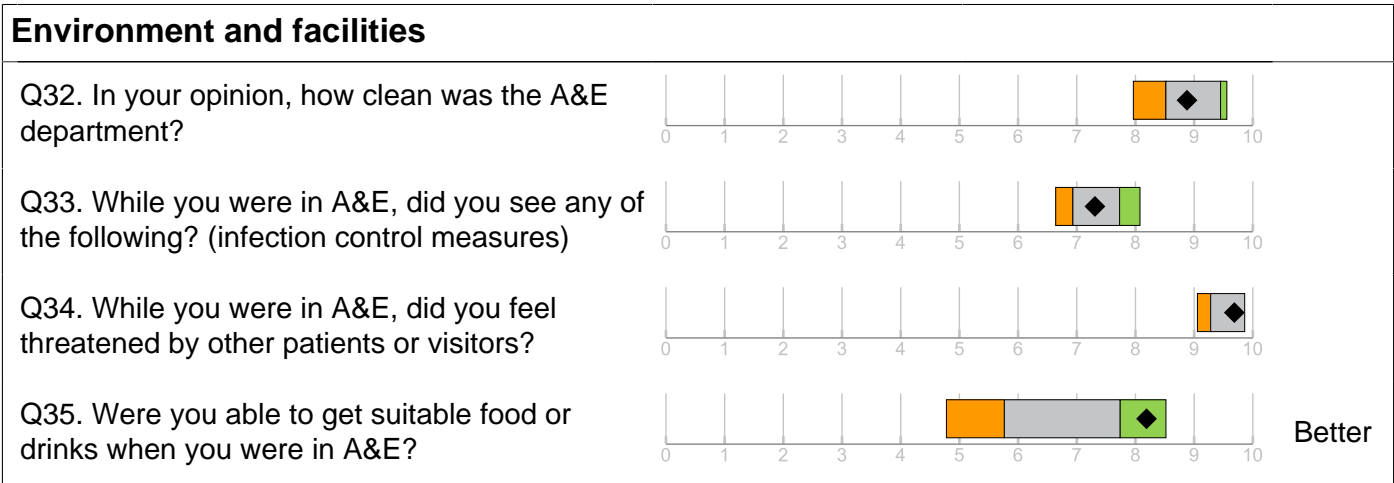 Environment and facilities
Q32. In your opinion, how clean was the A&E
department?
0 1 2 3 4 5 6 7 8 9 10
Q33. While you were in A&E, did you see any of
the following? (infection control measures)
0 1 2 3 4 5 6 7 8 9 10
Q34. While you were in A&E, did you feel
threatened by other patients or visitors?
0 1 2 3 4 5 6 7 8 9 10
Q35. Were you able to get suitable food or
drinks when you were in A&E?
0 1 2 3 4 5 6 7 8 9 10
Better